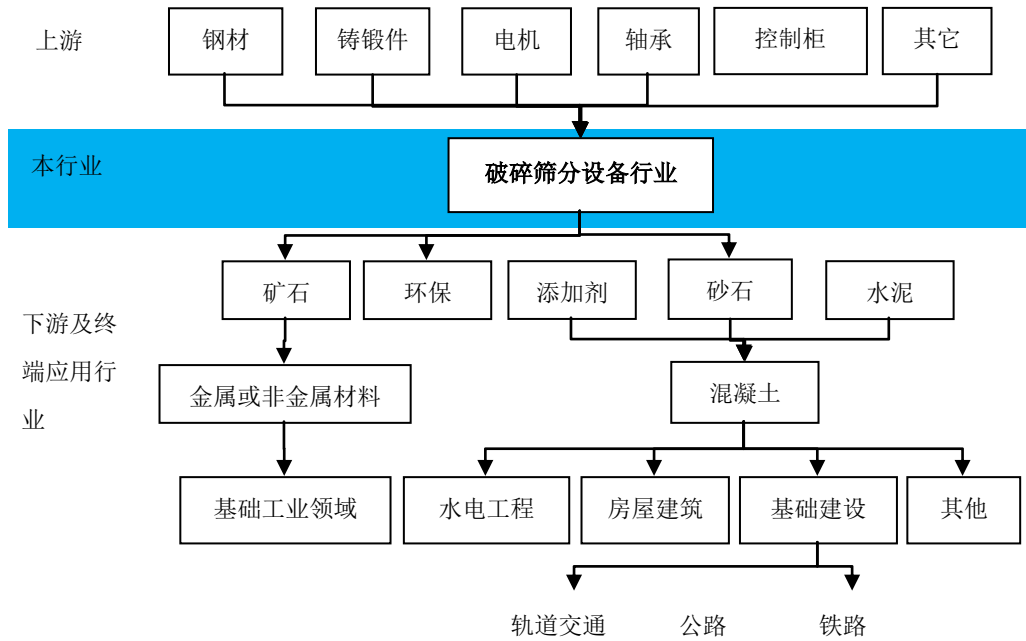 上游
钢材
铸锻件
电机
轴承
控制柜
其它
本行业
破碎筛分设备行业
矿石
环保
添加剂
砂石
水泥
下游及终
端应用行
业
金属或非金属材料
混凝土
基础工业领域
水电工程
房屋建筑
基础建设
其他
轨道交通
公路
铁路